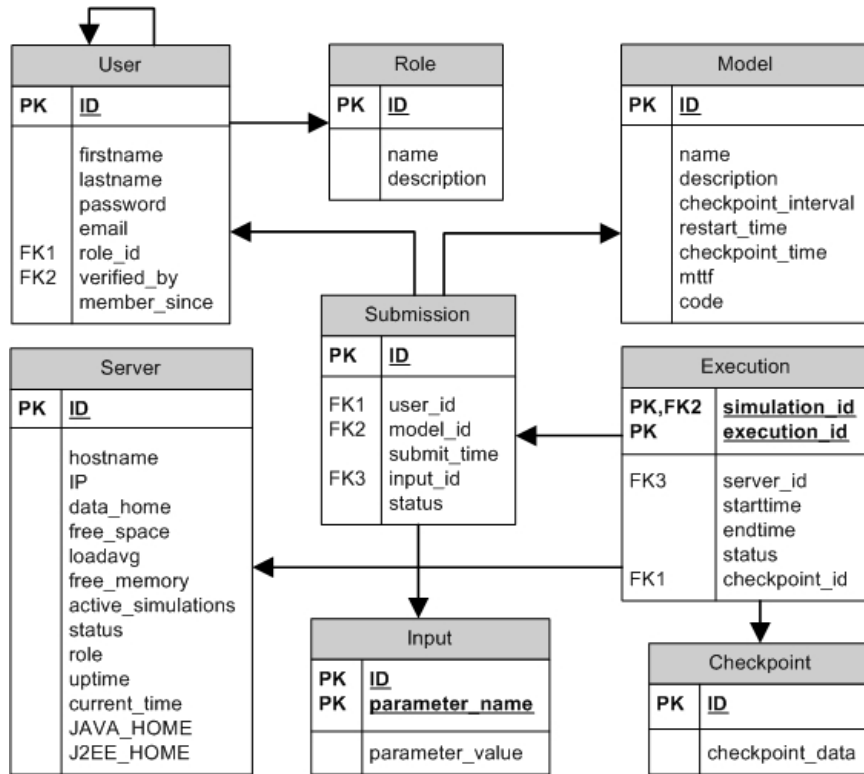 User
PK ID
firstname
lastname
password
email
FK1 role_id
FK2 verified_by
member_since
Role
PK ID
name
description
Model
PK ID
name
description
checkpoint_interval
restart_time
checkpoint_time
mttf
code
Submission
PK ID
FK1 user_id
FK2 model_id
submit_time
FK3 input_id
status
Server
PK ID
hostname
IP
data_home
free_space
loadavg
free_memory
active_simulations
status
role
uptime
current_time
JAVA_HOME
J2EE_HOME
Execution
PK,FK2 simulation_id
PK execution_id
FK3 server_id
starttime
endtime
status
FK1 checkpoint_id
Input
PK ID
PK parameter_name
parameter_value
Checkpoint
PK ID
checkpoint_data